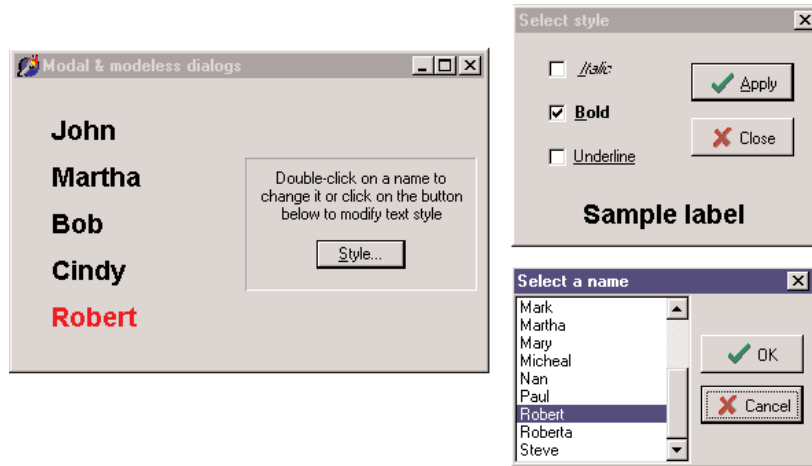 Modal & modeless dialogs
John
Martha
Bob
Cindy
Robert
Double-click on a name to
change it or click on the button
below to modify text style
Style...
Select style
Italic
Bold
Underline
Apply
Close
Sample label
Select a name
Mark
Martha
Mary
Micheal
Nan
Paul
Robert
Roberta
Steve
OK
Cancel